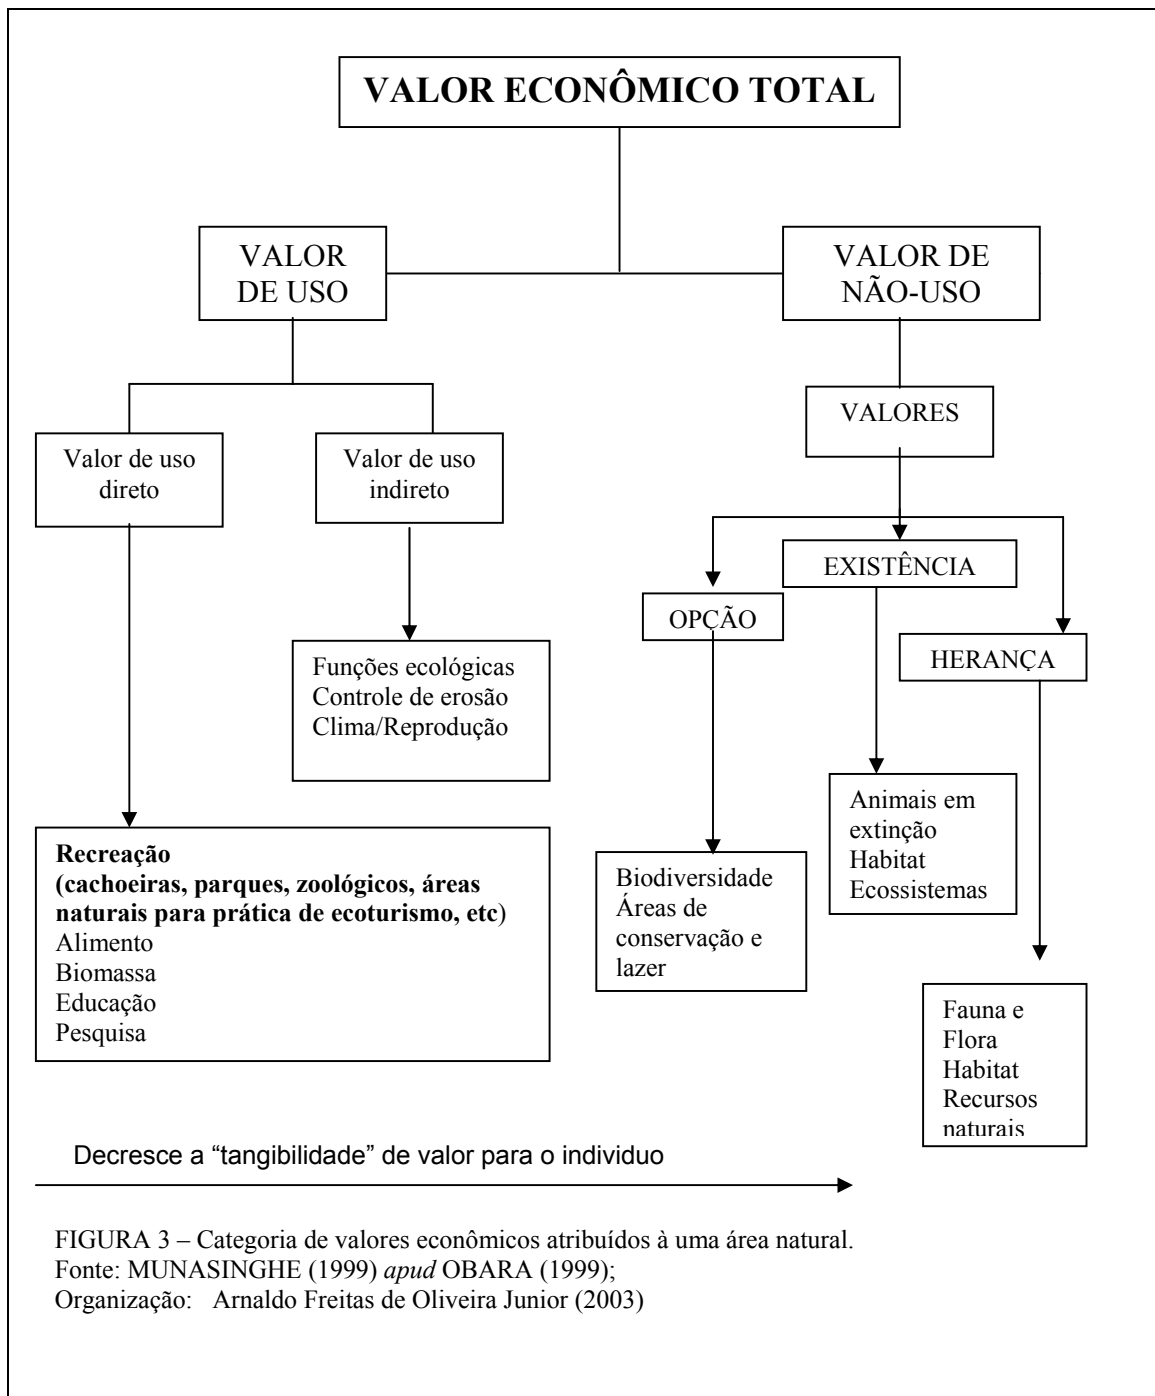 VALOR ECONÔMICO TOTAL
VALOR
DE USO
VALOR DE
NÃO-USO
VALORES
Valor de uso
direto
Valor de uso
indireto
EXISTÊNCIA
OPÇÃO
HERANÇA
Funções ecológicas
Controle de erosão
Clima/Reprodução
Animais em
extinção
Habitat
Ecossistemas
Recreação
(cachoeiras, parques, zoológicos, áreas
naturais para prática de ecoturismo, etc)
Alimento
Biomassa
Educação
Pesquisa
Biodiversidade
Áreas de
conservação e
lazer
Fauna e
Flora
Habitat
Recursos
naturais
Decresce a “tangibilidade” de valor para o individuo
FIGURA 3 – Categoria de valores econômicos atribuídos à uma área natural.
Fonte: MUNASINGHE (1999) apud OBARA (1999);
Organização: Arnaldo Freitas de Oliveira Junior (2003)